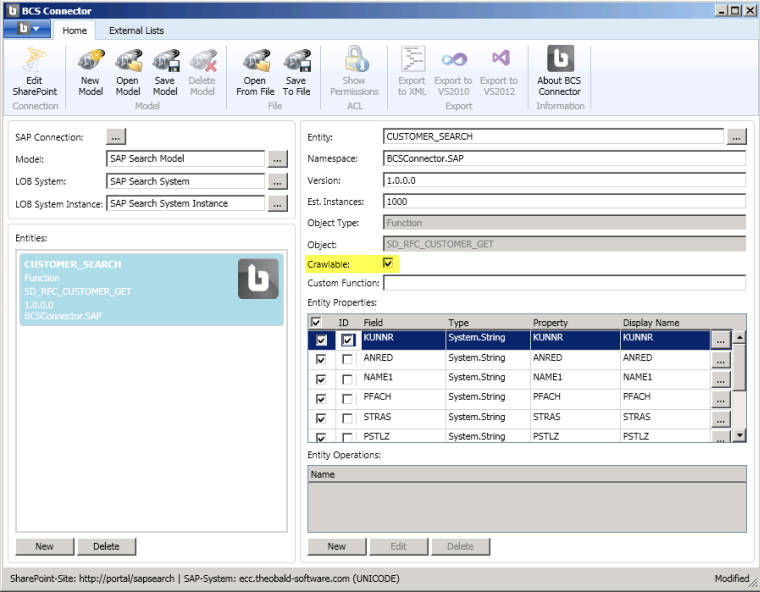 BCS Connector
Home External Lists
Edit SharePoint
New Model
Open Model
Save Model
Delete Model
Open From File
Save To File
Show Permissions
Export to XML
Export to VS2010
Export to VS2012
About BCS Connector
Connection Model File ACL Export Information
SAP Connection: ...
Model: SAP Search Model ...
LOB System: SAP Search System ...
LOB System Instance: SAP Search System Instance ...
Entities:
CUSTOMER_SEARCH
Function
SD_RFC_CUSTOMER_GET
1.0.0.0
BCSConnector.SAP
New Delete
Entity: CUSTOMER_SEARCH ...
Namespace: BCSConnector.SAP
Version: 1.0.0.0
Est. Instances: 1000
Object Type: Function
Object: SD_RFC_CUSTOMER_GET
Crawlable:
Custom Function:
Entity Properties:
ID Field Type Property Display Name
KUNNR System.String KUNNR KUNNR ...
ANRED System.String ANRED ANRED ...
NAME1 System.String NAME1 NAME1 ...
PFACH System.String PFACH PFACH ...
STRAS System.String STRAS STRAS ...
PSTLZ System.String PSTLZ PSTLZ ...
Entity Operations:
Name
New Edit Delete
SharePoint-Site: http://portal/sapsearch | SAP-System: ecc.theobald-software.com (UNICODE) Modified